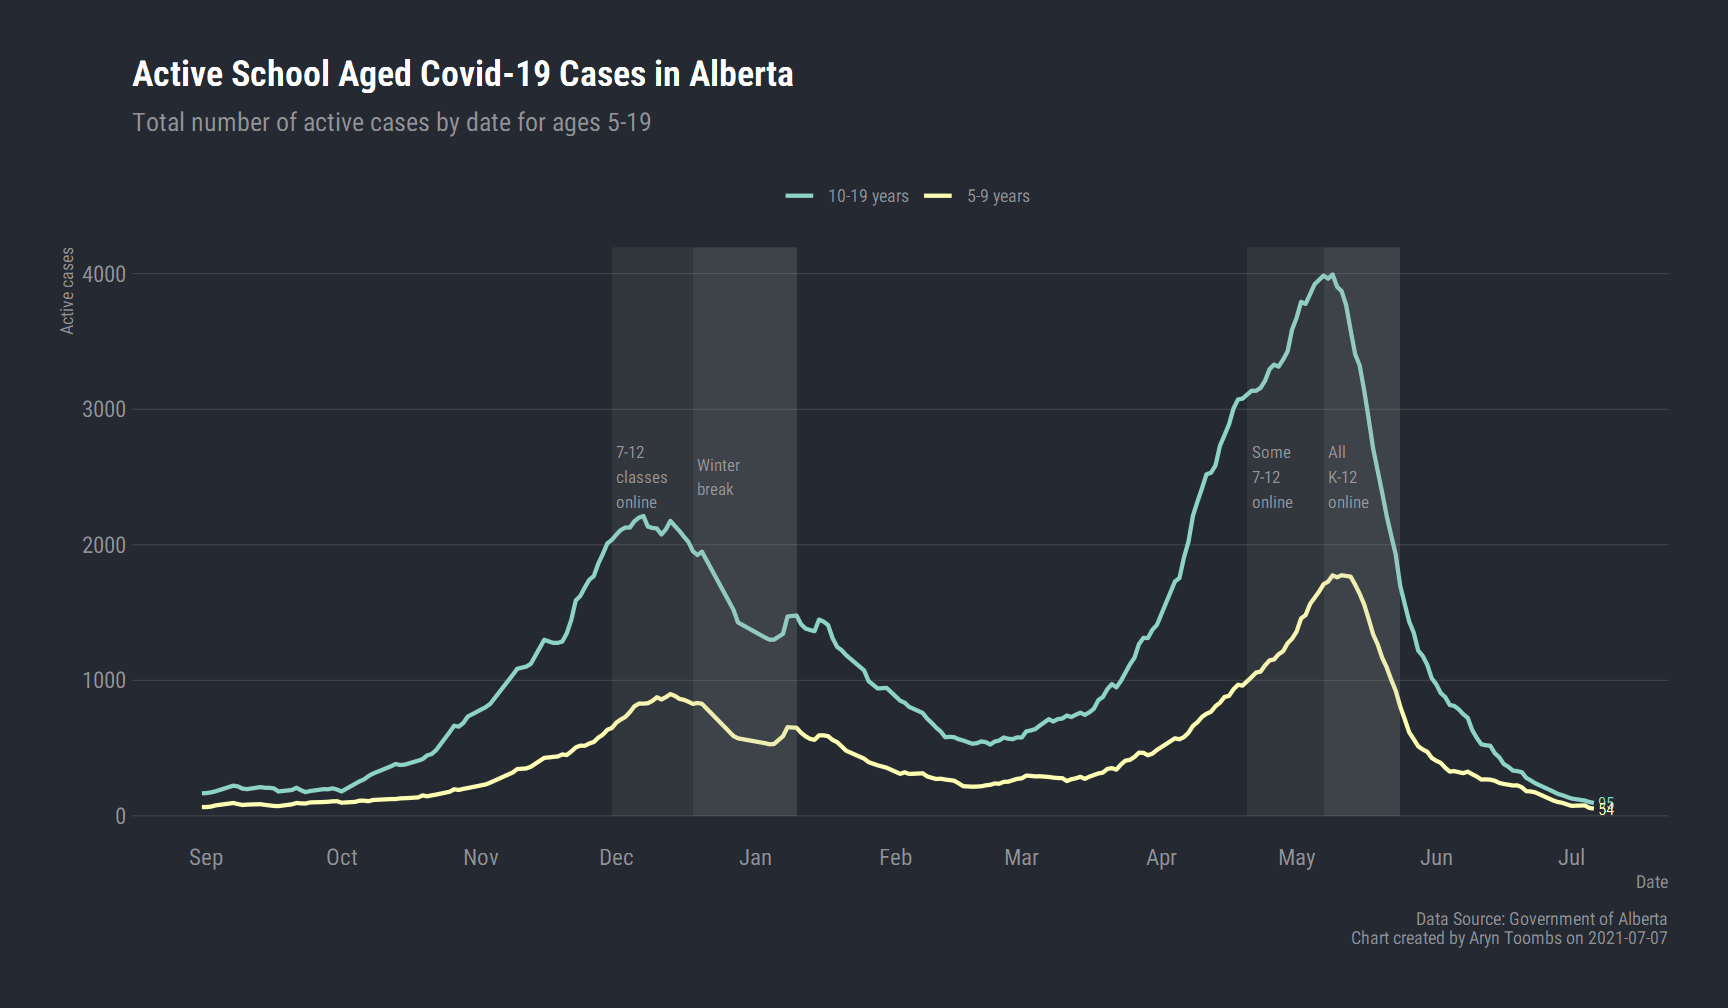 Active School Aged Covid-19 Cases in Alberta
Total number of active cases by date for ages 5-19
10-19 years
5-9 years
Active cases
4000
3000
2000
1000
0
7-12
classes
online
Winter
break
Some
7-12
online
All
K-12
online
95
54
Sep
Oct
Nov
Dec
Jan
Feb
Mar
Apr
May
Jun
Jul
Date
Data Source: Government of Alberta
Chart created by Aryn Toombs on 2021-07-07